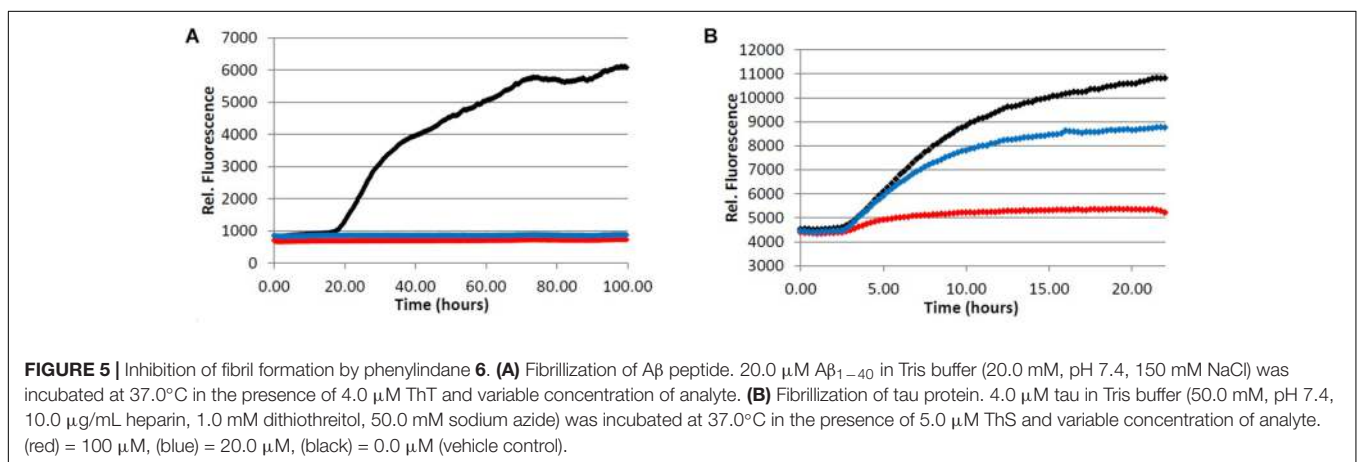 A
7000
6000
5000
4000
3000
2000
1000
0
Rel. Fluorescence
0.00 20.00 40.00 60.00 80.00 100.00
Time (hours)
B
12000
11000
10000
9000
8000
7000
6000
5000
4000
3000
Rel. Fluorescence
0.00 5.00 10.00 15.00 20.00
Time (hours)
FIGURE 5 | Inhibition of fibril formation by phenylindane 6. (A) Fibrillization of Aβ peptide. 20.0 μM Aβ1−40 in Tris buffer (20.0 mM, pH 7.4, 150 mM NaCl) was
incubated at 37.0°C in the presence of 4.0 μM ThT and variable concentration of analyte. (B) Fibrillization of tau protein. 4.0 μM tau in Tris buffer (50.0 mM, pH 7.4,
10.0 μg/mL heparin, 1.0 mM dithiothreitol, 50.0 mM sodium azide) was incubated at 37.0°C in the presence of 5.0 μM ThS and variable concentration of analyte.
(red) = 100 μM, (blue) = 20.0 μM, (black) = 0.0 μM (vehicle control).